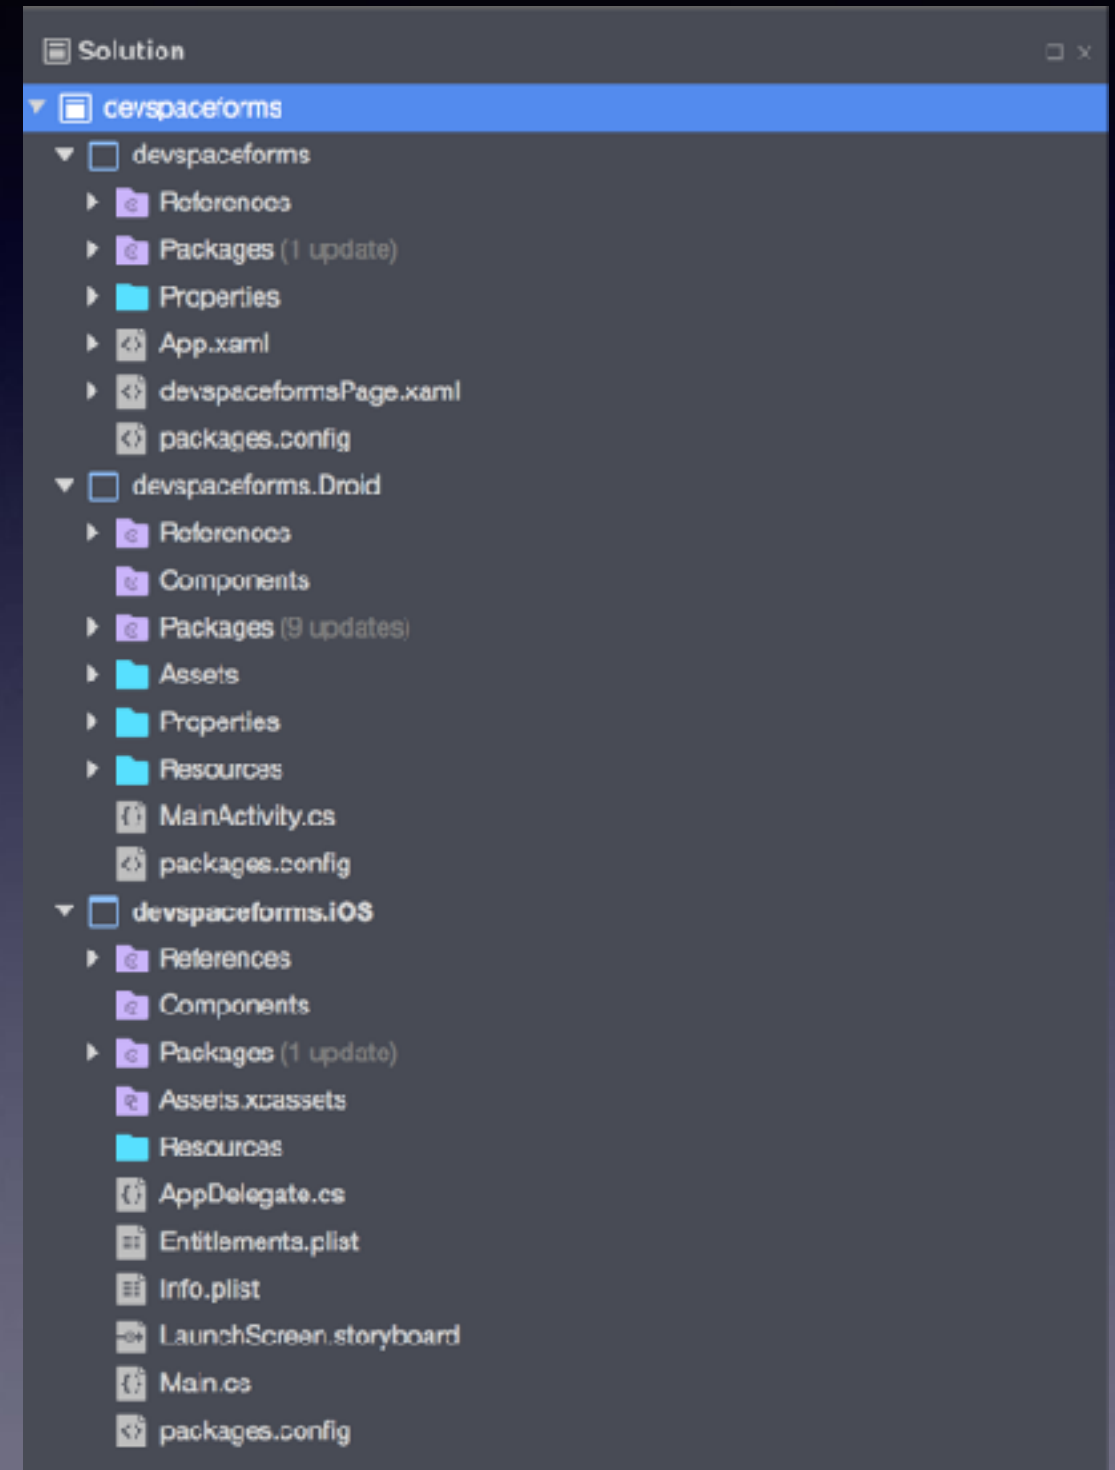 Solution
devspaceforms
devspaceforms
References
Packages (1 update)
Properties
App.xaml
devspaceformsPage.xaml
packages.config
devspaceforms.Droid
References
Components
Packages (9 updates)
Assets
Properties
Resources
MainActivity.cs
packages.config
devspaceforms.iOS
References
Components
Packages (1 update)
Assets.xcassets
Resources
AppDelegate.cs
Entitlements.plist
Info.plist
LaunchScreen.storyboard
Main.cs
packages.config